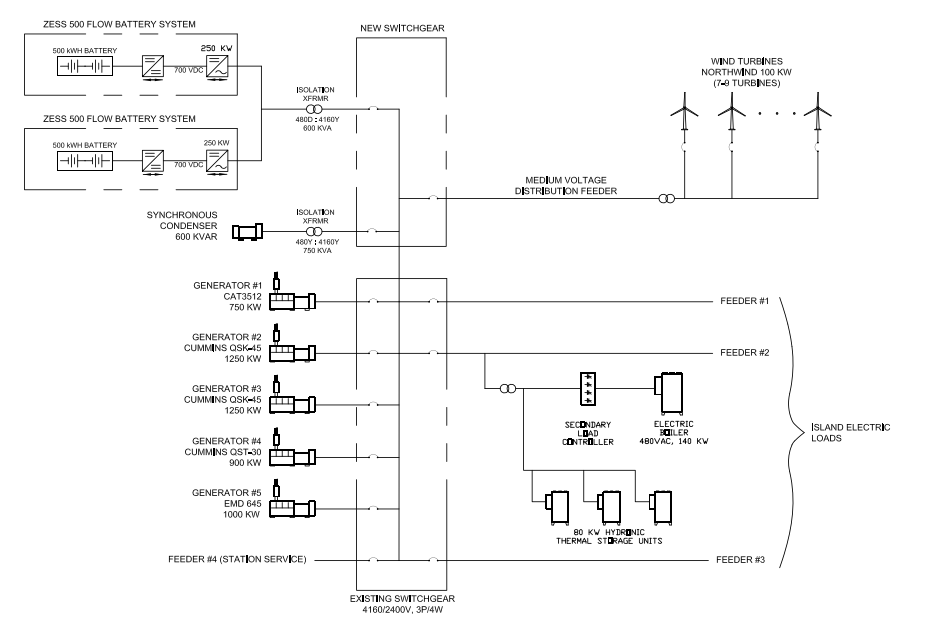 ZESS 500 FLOW BATTERY SYSTEM
500 kWH BATTERY
250 KW
700 VDC
ZESS 500 FLOW BATTERY SYSTEM
500 kWH BATTERY
250 KW
700 VDC
ISOLATION
XFRMR
480D : 4160Y
600 KVA
NEW SWITCHGEAR
WIND TURBINES
NORTHWIND 100 KW
(7-9 TURBINES)
MEDIUM VOLTAGE
DISTRIBUTION FEEDER
SYNCHRONOUS
CONDENSER
600 KVAR
ISOLATION
XFRMR
480Y : 4160Y
750 KVA
GENERATOR #1
CAT3512
750 KW
FEEDER #1
GENERATOR #2
CUMMINS QSK-45
1250 KW
FEEDER #2
GENERATOR #3
CUMMINS QSK-45
1250 KW
SECONDARY
LOAD
CONTROLLER
ELECTRIC
BOILER
480VAC, 140 KW
ISLAND ELECTRIC
LOADS
GENERATOR #4
CUMMINS QST-30
900 KW
GENERATOR #5
EMD 645
1000 KW
80 KW HYDRONIC
THERMAL STORAGE UNITS
FEEDER #4 (STATION SERVICE)
FEEDER #3
EXISTING SWITCHGEAR
4160/2400V, 3P/4W